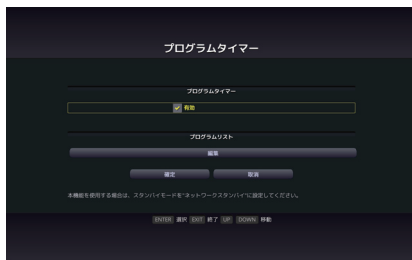 プログラムタイマー
プログラムタイマー
有効
プログラムリスト
編集
確定 取消
本機能を使用する場合は、スタンバイモードを"ネットワークスタンバイ"に設定してください。
ENTER 選択 EXIT 終了 UP DOWN 移動